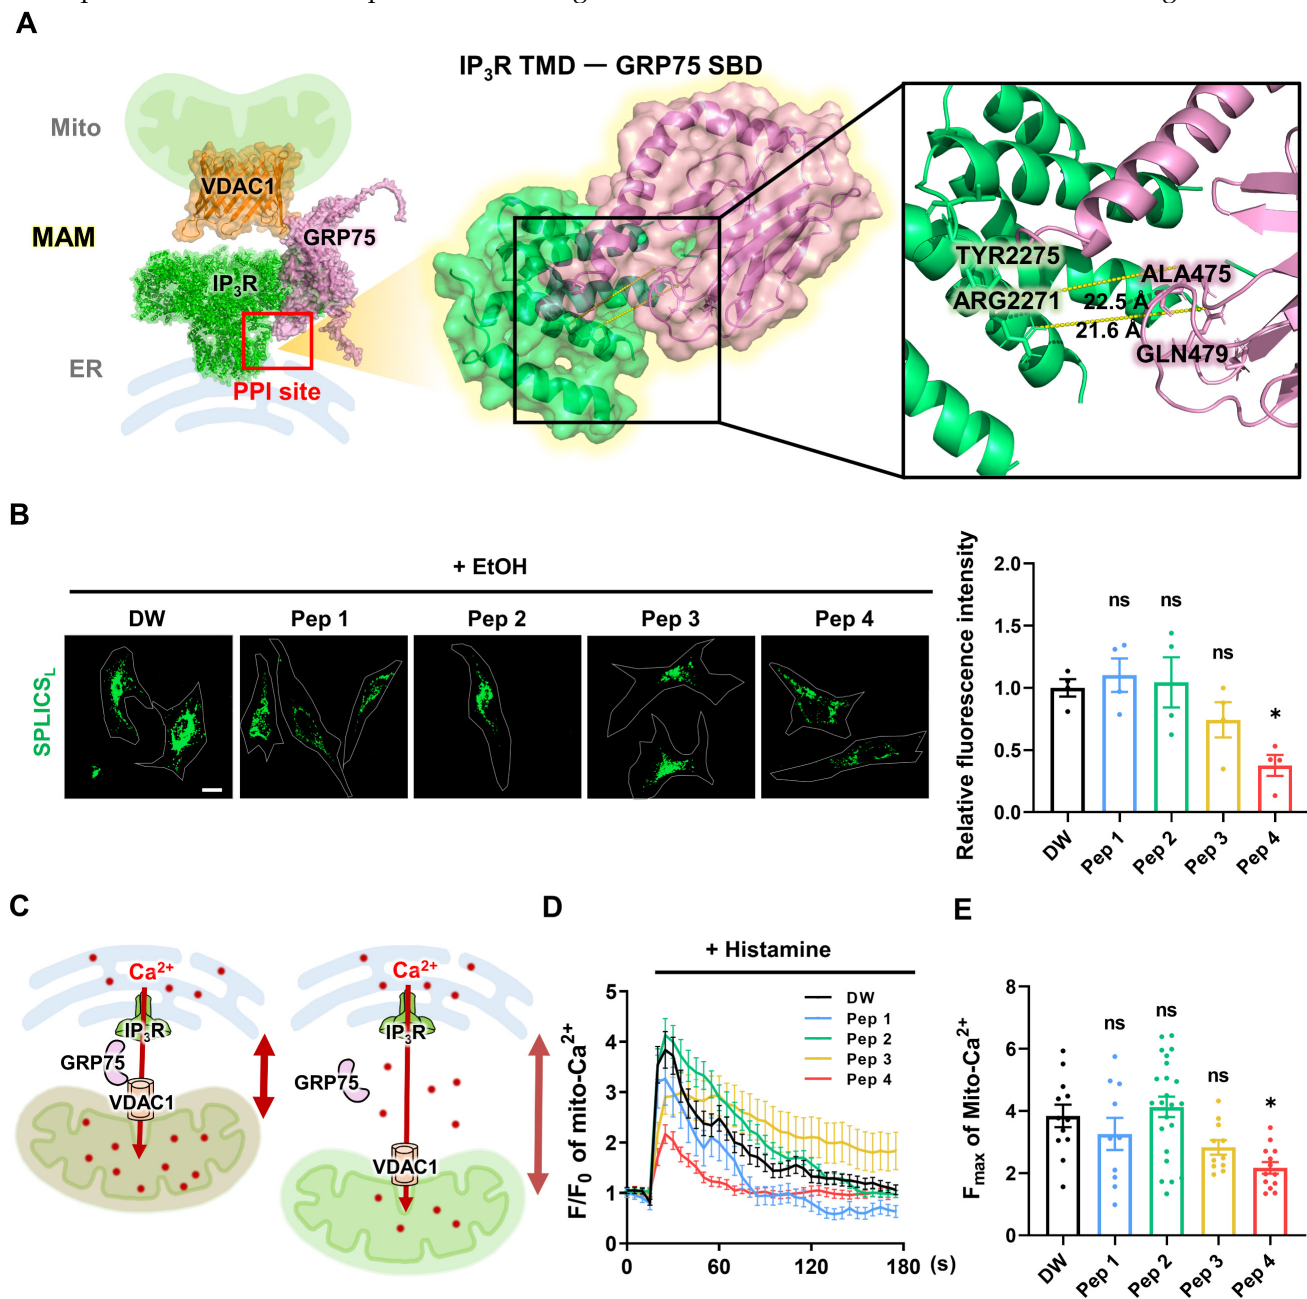 A
IP3R TMD — GRP75 SBD
Mito
VDAC1
MAM
GRP75
IP3R
ER
PPI site
TYR2275
ALA475
ARG2271
22.5 Å
21.6 Å
GLN479
B
+ EtOH
DW Pep 1 Pep 2 Pep 3 Pep 4
SPLICSL
Relative fluorescence intensity
2.0
1.5
1.0
0.5
0.0
ns ns ns *
DW Pep 1 Pep 2 Pep 3 Pep 4
C
Ca2+
IP3R
GRP75
VDAC1
Ca2+
IP3R
GRP75
VDAC1
D
+ Histamine
F/F0 of mito-Ca2+
5
4
3
2
1
0
DW
Pep 1
Pep 2
Pep 3
Pep 4
0 60 120 180 (s)
E
Fmax of Mito-Ca2+
8
6
4
2
0
ns ns ns *
DW Pep 1 Pep 2 Pep 3 Pep 4